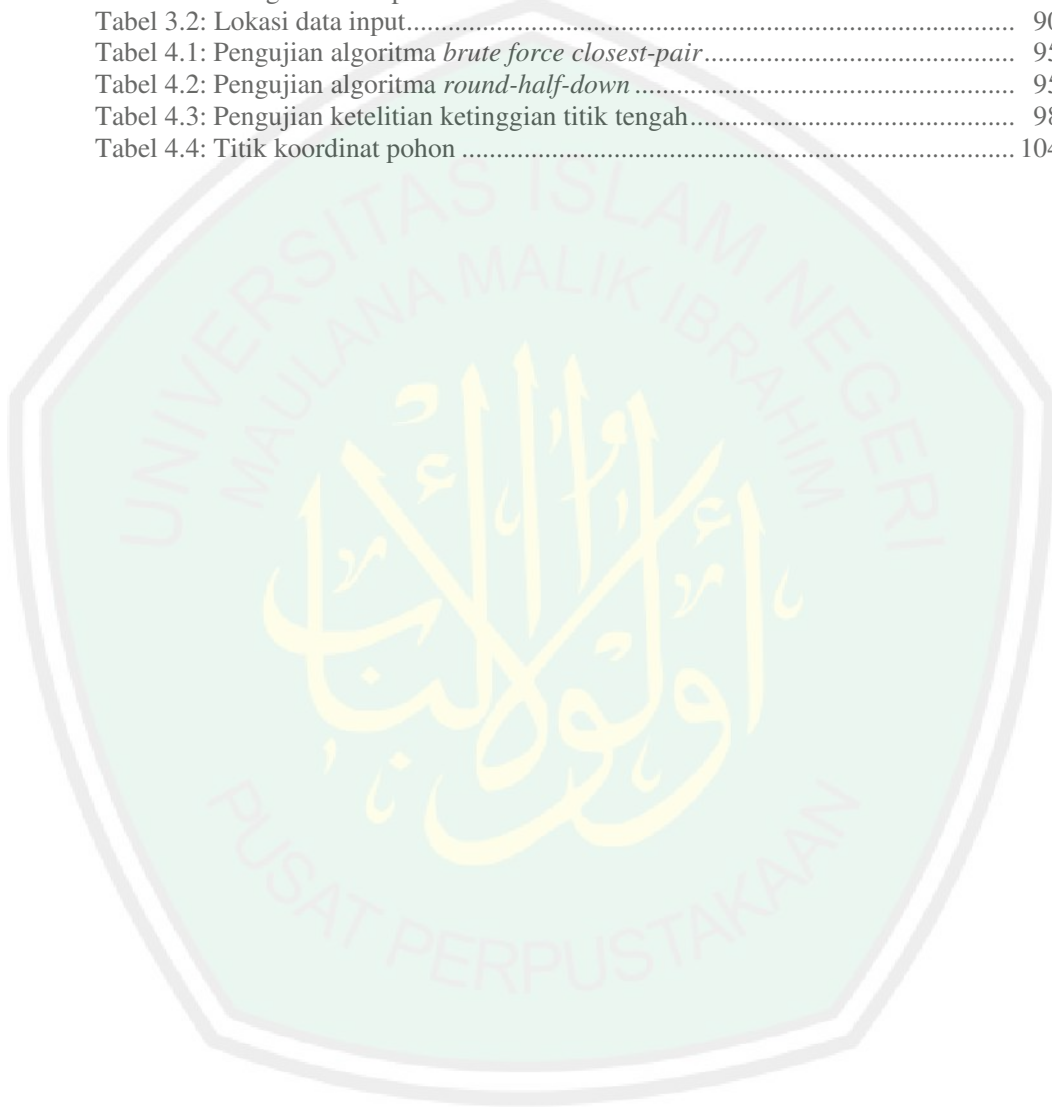 Tabel 3.2: Lokasi data input.......................................................................................................... 90
Tabel 4.1: Pengujian algoritma brute force closest-pair........................................................ 95
Tabel 4.2: Pengujian algoritma round-half-down................................................................... 95
Tabel 4.3: Pengujian ketelitian ketinggian titik tengah.......................................................... 98
Tabel 4.4: Titik koordinat pohon................................................................................................. 104
UNIVERSITAS ISLAM NEGERI
MAULANA MALIK IBRAHIM
أولو الألباب
PUSAT PERPUSTAKAAN